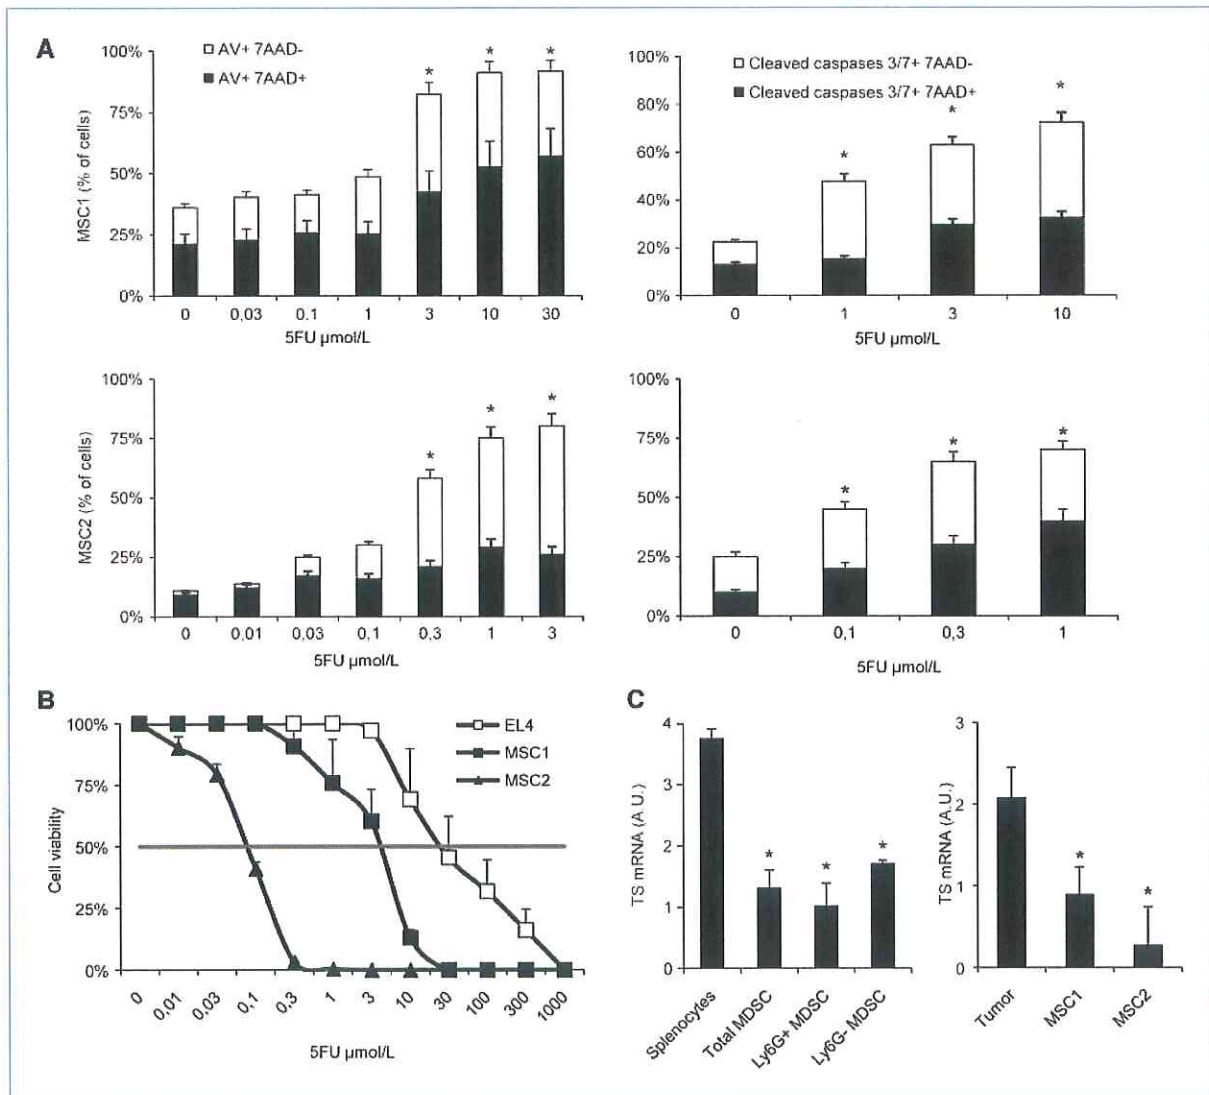 A
AV+ 7AAD-
AV+ 7AAD+
MSC1 (% of cells)
100%
75%
50%
25%
0%
0 0,03 0,1 1 3 10 30
5FU µmol/L
* * *
Cleaved caspases 3/7+ 7AAD-
Cleaved caspases 3/7+ 7AAD+
100%
80%
60%
40%
20%
0%
0 1 3 10
5FU µmol/L
* * *
MSC2 (% of cells)
100%
75%
50%
25%
0%
0 0,01 0,03 0,1 0,3 1 3
5FU µmol/L
* * *
100%
75%
50%
25%
0%
0 0,1 0,3 1
5FU µmol/L
* * *
B
Cell viability
100%
75%
50%
25%
0%
EL4
MSC1
MSC2
0 0,01 0,03 0,1 0,3 1 3 10 30 100 300 1000
5FU µmol/L
C
TS mRNA (A.U.)
4
3
2
1
0
* * *
Splenocytes Total MDSC Ly6G+ MDSC Ly6G- MDSC
TS mRNA (A.U.)
3
2
1
0
* *
Tumor MSC1 MSC2